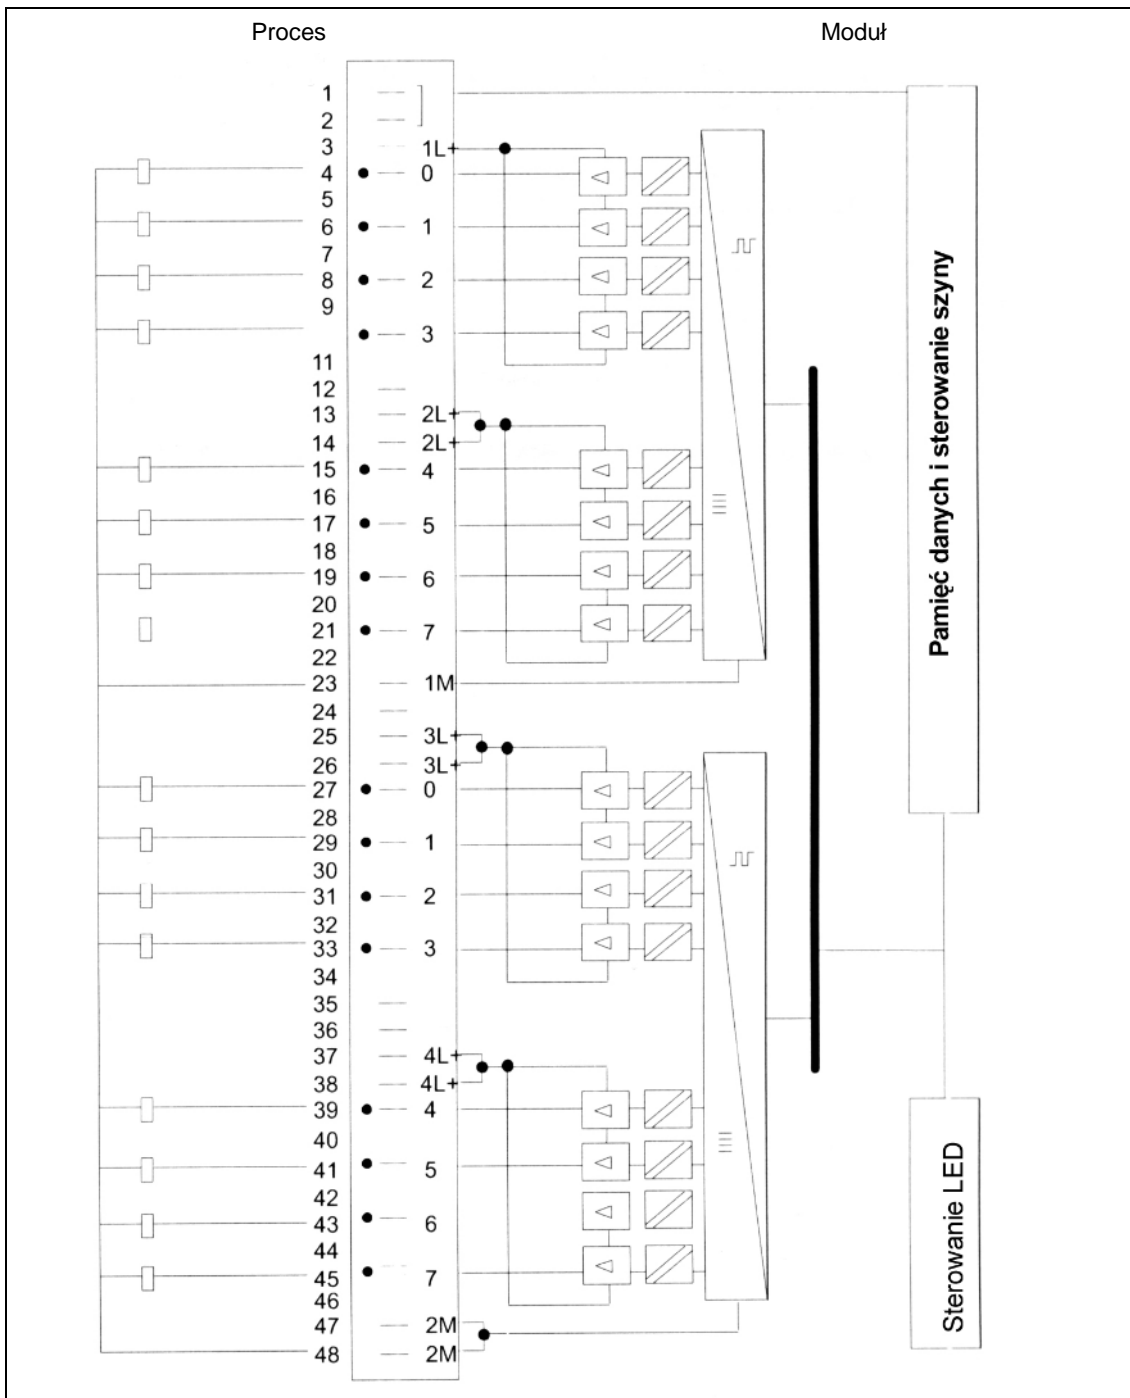 Proces Moduł
1
2
3 1L+
4 0
5
6 1
7
8 2
9
3
11
12
13 2L+
14 2L+
15 4
16
17 5
18
19 6
20
21 7
22
23 1M
24
25 3L+
26 3L+
27 0
28
29 1
30
31 2
32
33 3
34
35
36
37 4L+
38 4L+
39 4
40
41 5
42
43 6
44
45 7
46
47 2M
48 2M
Pamięć danych i sterowanie szyny
Sterowanie LED